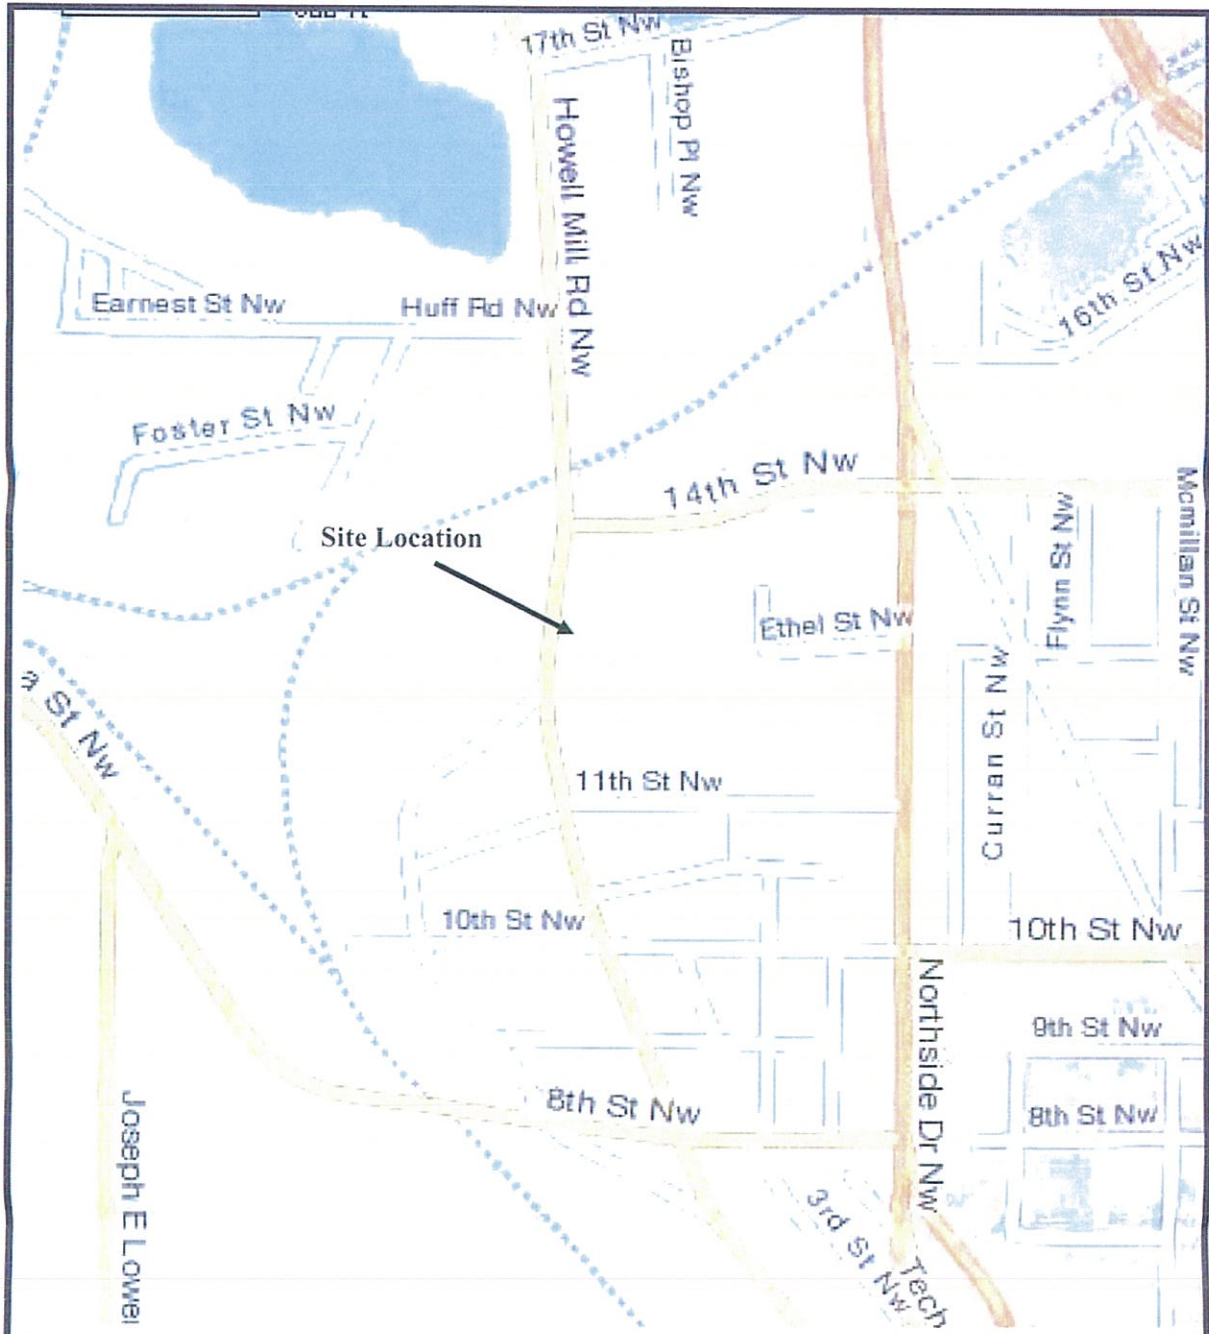 17th St Nw
Bishop Pl Nw
Howell Mill Rd Nw
16th St Nw
Earnest St Nw
Huff Rd Nw
Foster St Nw
14th St Nw
Mcmillan St Nw
Flynn St Nw
Site Location
Ethel St Nw
a St Nw
Curran St Nw
11th St Nw
10th St Nw
10th St Nw
Northside Dr Nw
9th St Nw
8th St Nw
8th St Nw
Joseph E Lower
3rd St Nw
Tech